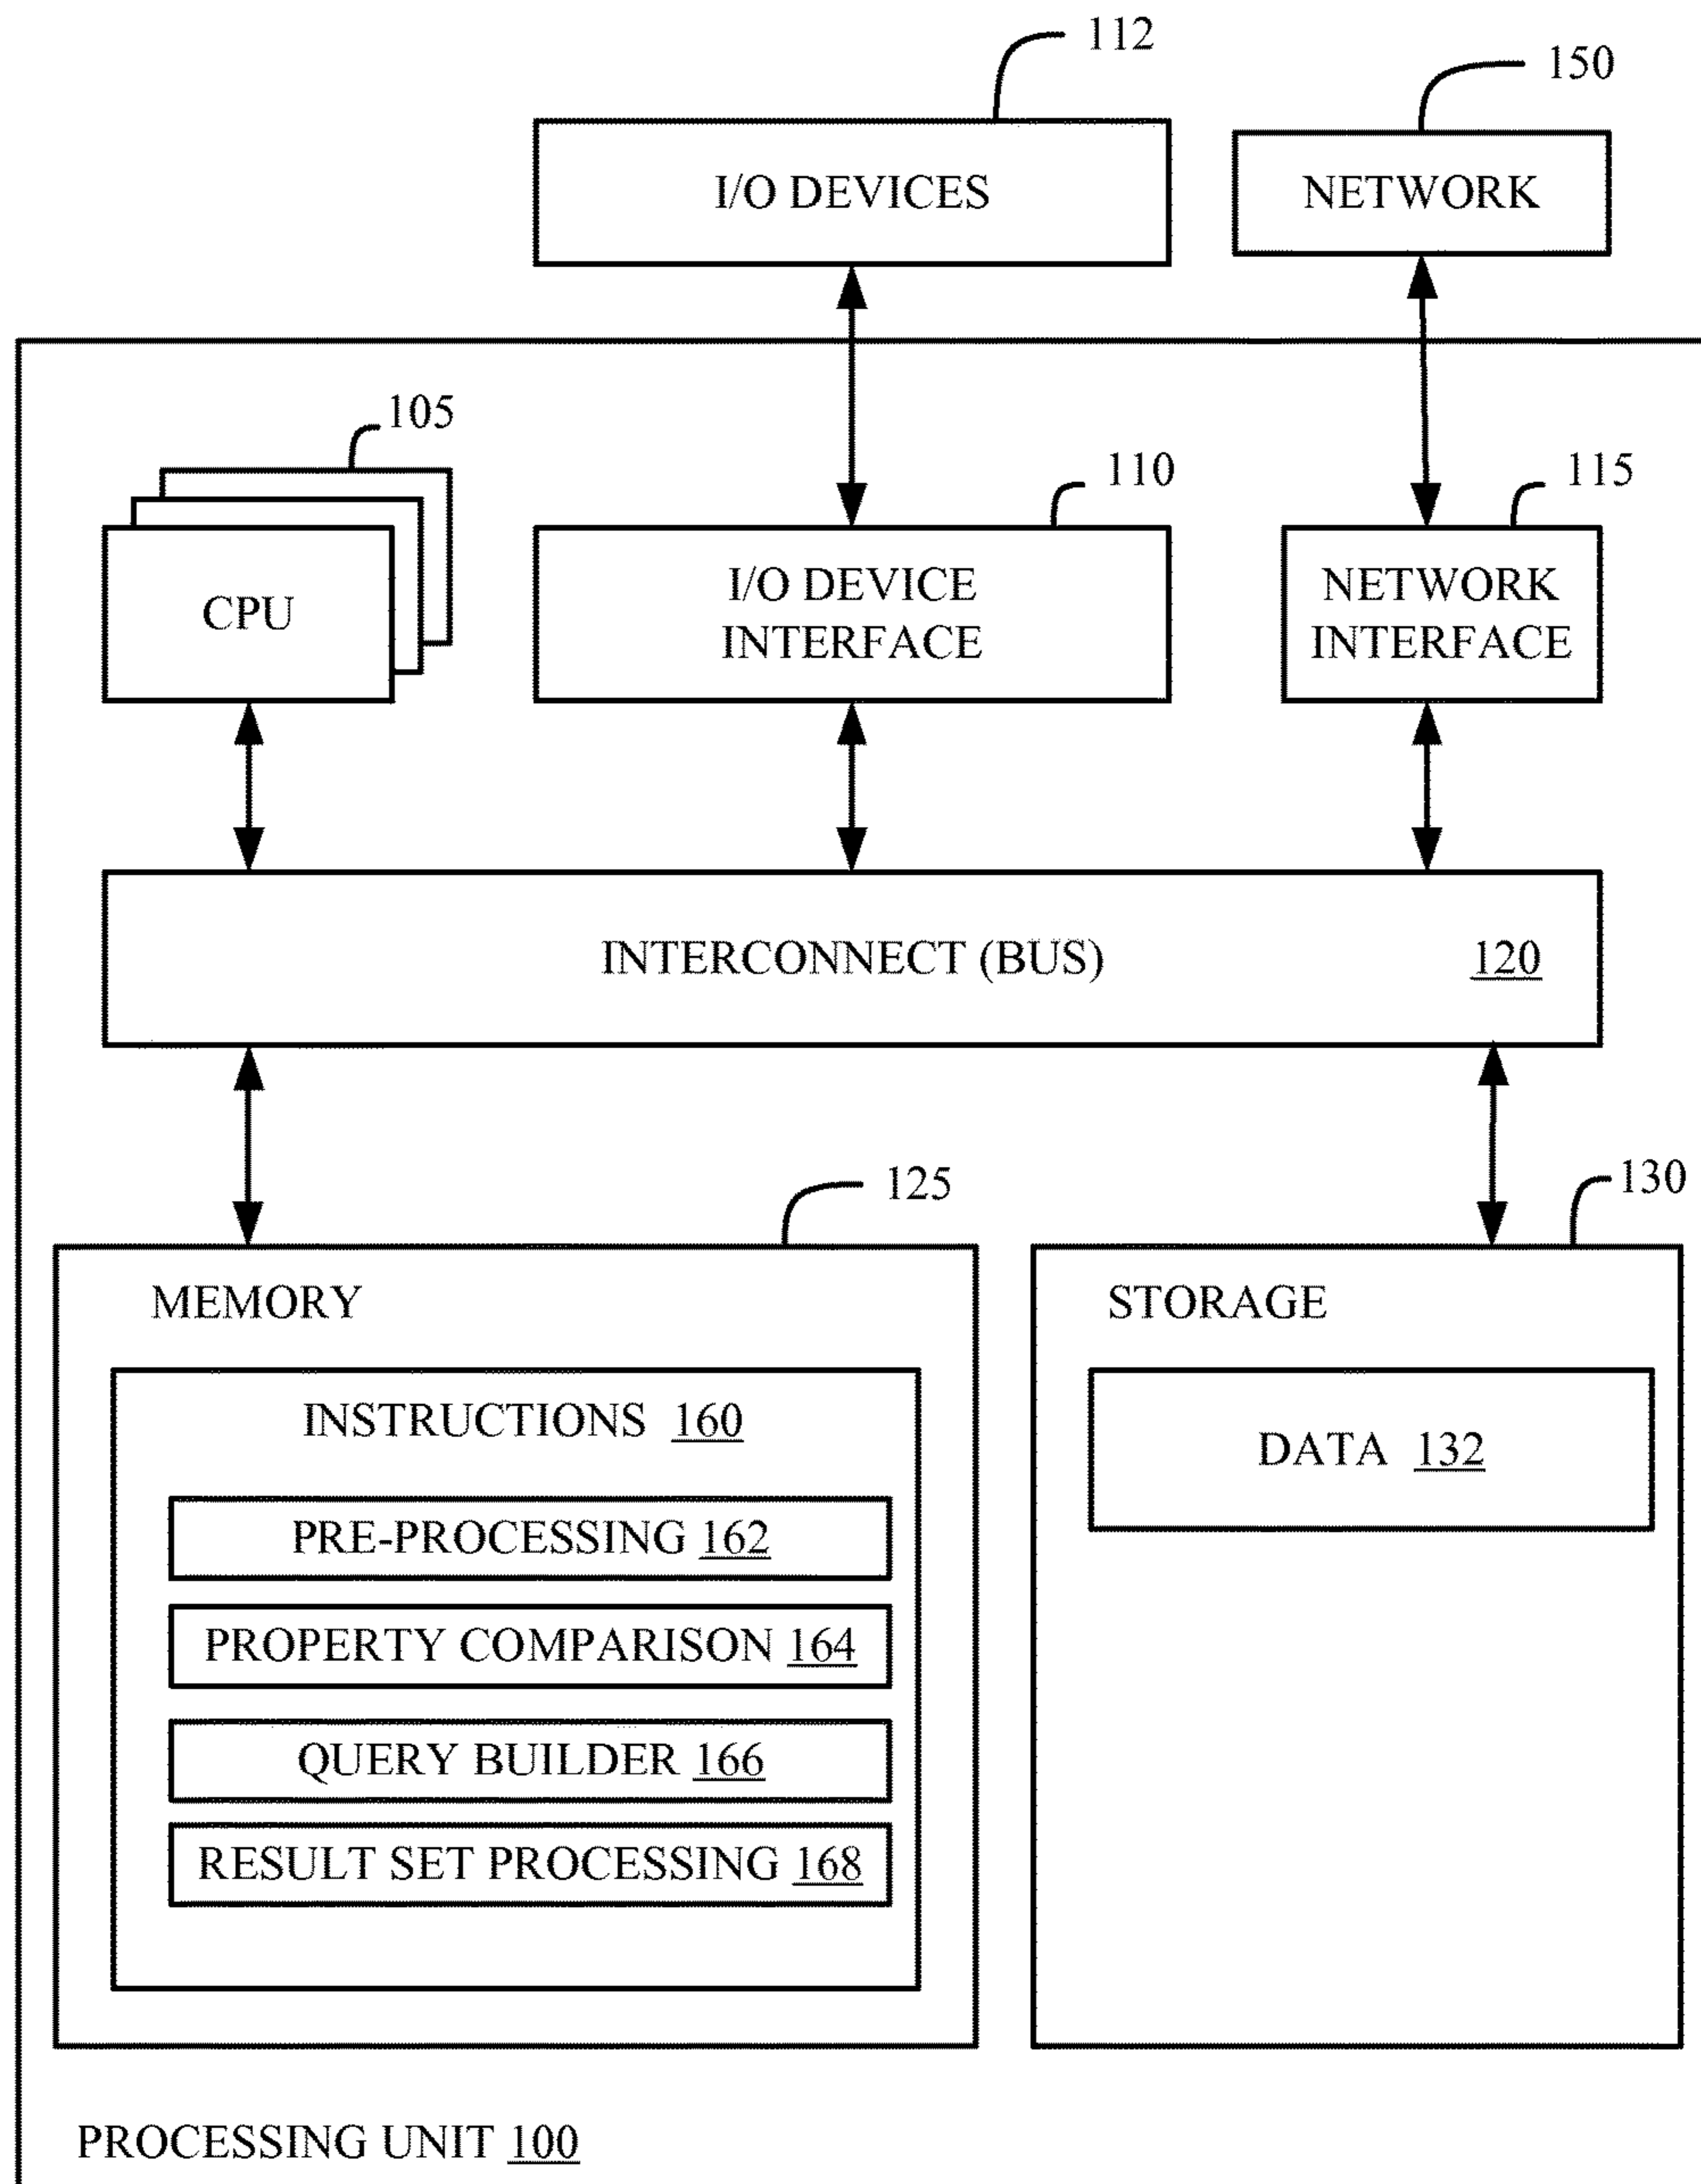 112
150
I/O DEVICES
NETWORK
105
110
115
CPU
I/O DEVICE
INTERFACE
NETWORK
INTERFACE
INTERCONNECT (BUS) 120
125
130
MEMORY
STORAGE
INSTRUCTIONS 160
DATA 132
PRE-PROCESSING 162
PROPERTY COMPARISON 164
QUERY BUILDER 166
RESULT SET PROCESSING 168
PROCESSING UNIT 100